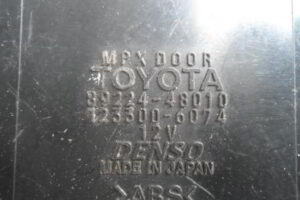 MPX DOOR
TOYOTA
89224-48010
123300-6074
12V
DENSO
MADE IN JAPAN
>ABS<